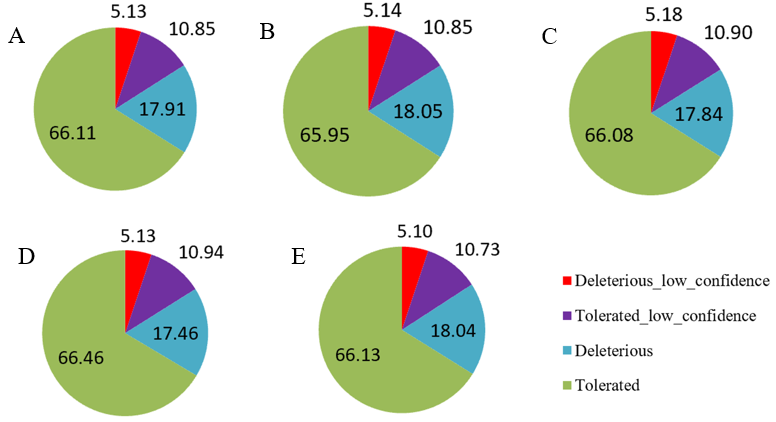 A
5.13
10.85
17.91
66.11
B
5.14
10.85
18.05
65.95
C
5.18
10.90
17.84
66.08
D
5.13
10.94
17.46
66.46
E
5.10
10.73
18.04
66.13
Deleterious_low_confidence
Tolerated_low_confidence
Deleterious
Tolerated